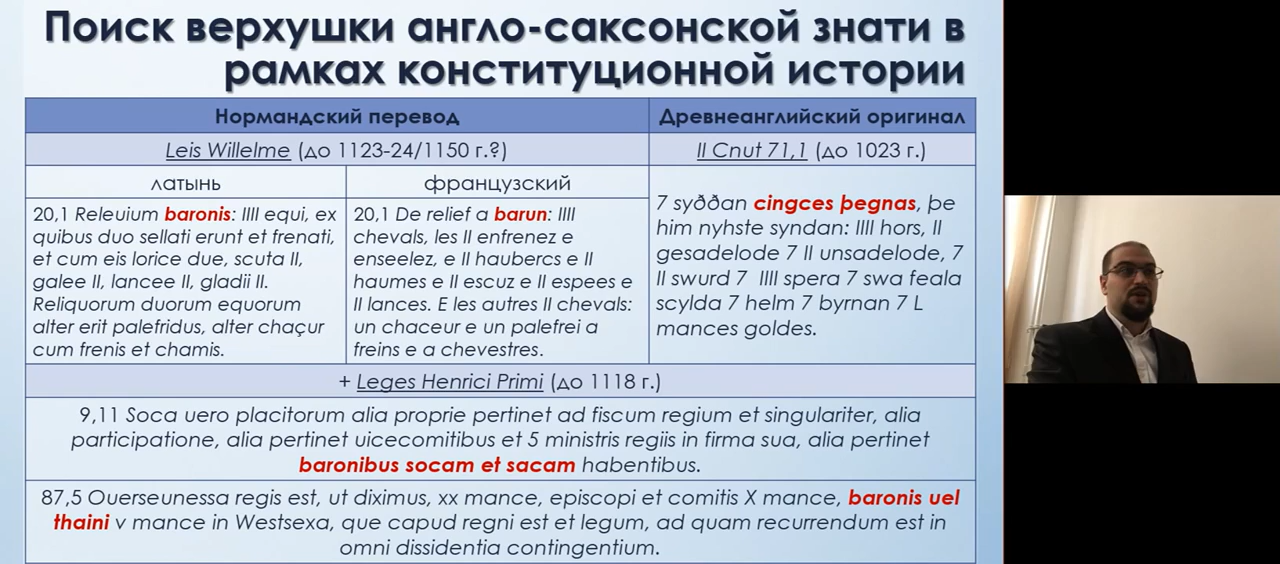 Поиск верхушки англо-саксонской знати в
рамках конституционной истории
Нормандский перевод
Древнеанглийский оригинал
Leis Willelme (до 1123-24/1150 г.?)
II Cnut 71,1 (до 1023 г.)
латынь
французский
20,1 Releuium baronis: IIII equi, ex
quibus duo sellati erunt et frenati,
et cum eis lorice due, scuta II,
galee II, lancee II, gladii II.
Reliquorum duorum equorum
alter erit palefridus, alter chaçur
cum frenis et chamis.
20,1 De relief a barun: IIII
chevals, les II enfrenez e
enseelez, e II haubercs e II
haumes e II escuz e II espees e
II lances. E les autres II chevals:
un chaceur e un palefrei a
freins e a chevestres.
7 syððan cingces þegnas, þe
him nyhste syndan: IIII hors, II
gesadelode 7 II unsadelode, 7
II swurd 7 IIII spera 7 swa feala
scylda 7 helm 7 byrnan 7 L
mances goldes.
+ Leges Henrici Primi (до 1118 г.)
9,11 Soca uero placitorum alia proprie pertinet ad fiscum regium et singulariter, alia
participatione, alia pertinet uicecomitibus et 5 ministris regiis in firma sua, alia pertinet
baronibus socam et sacam habentibus.
87,5 Ouerseunessa regis est, ut diximus, xx mance, episcopi et comitis X mance, baronis uel
thaini v mance in Westsexa, que capud regni est et legum, ad quam recurrendum est in
omni dissidentia contingentium.